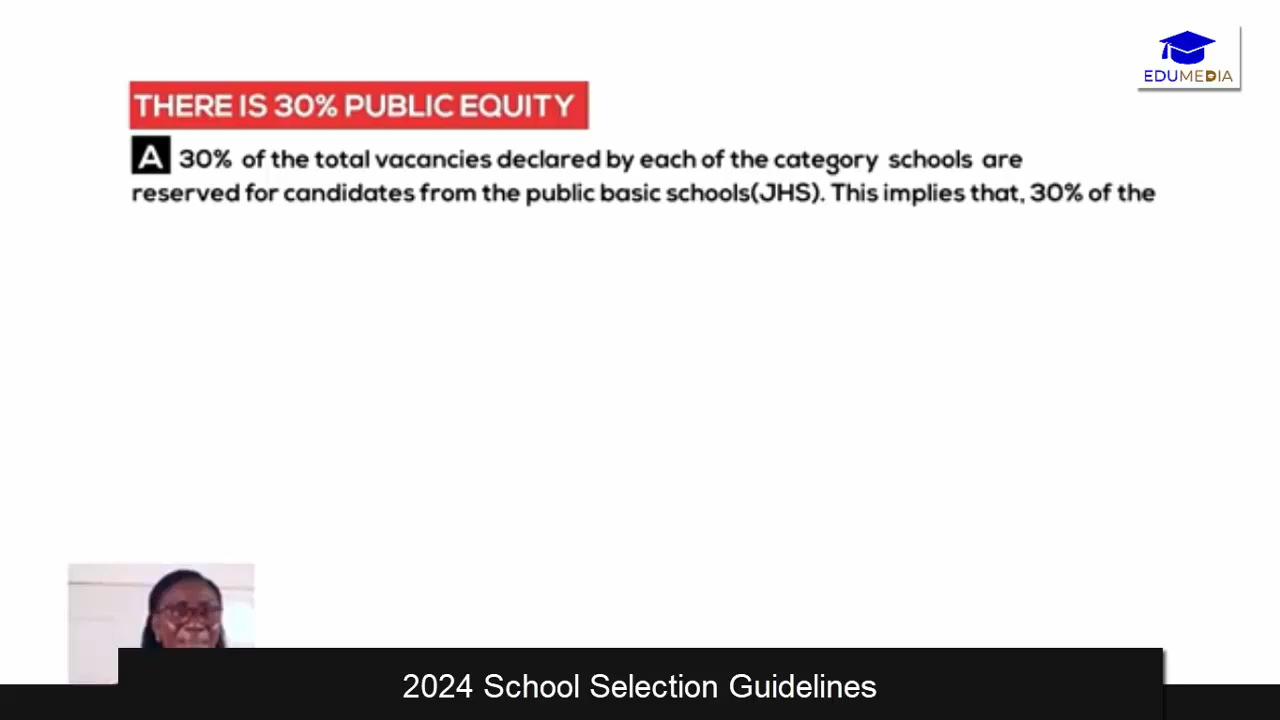 EDUMEDIA
THERE IS 30% PUBLIC EQUITY
A 30% of the total vacancies declared by each of the category schools are
reserved for candidates from the public basic schools(JHS). This implies that, 30% of the
2024 School Selection Guidelines